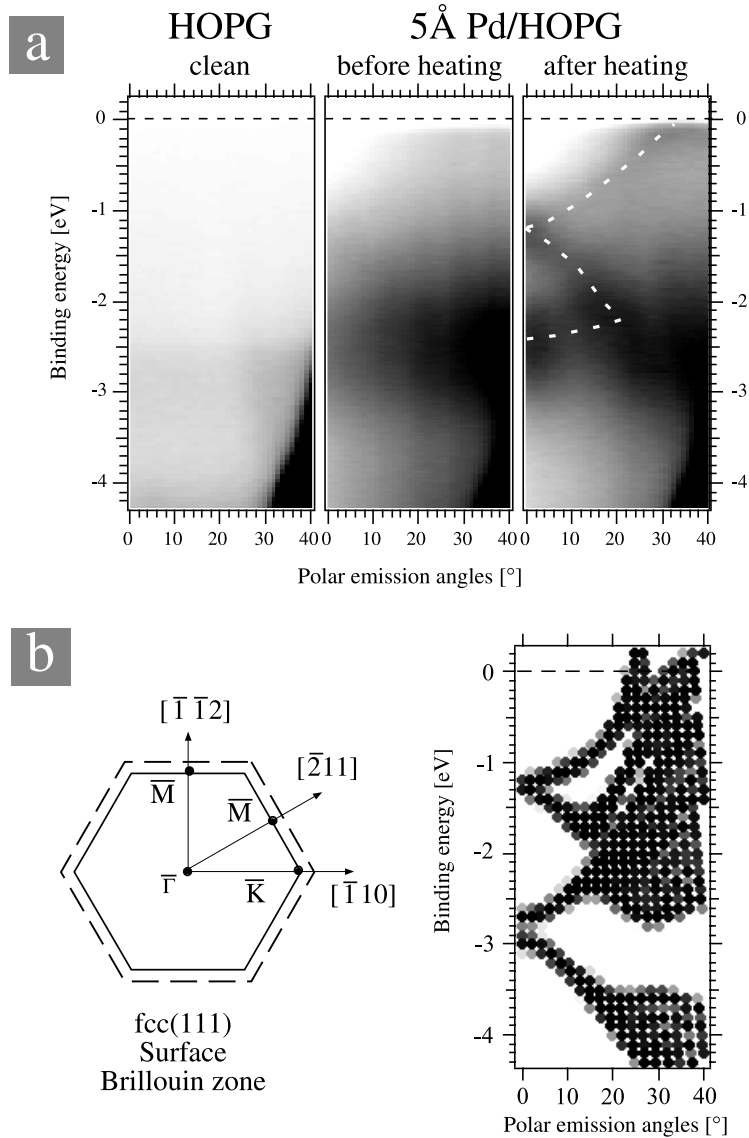 a
HOPG
5Å Pd/HOPG
clean
before heating
after heating
0
-1
-2
-3
-4
0
-1
-2
-3
-4
Binding energy [eV]
0 10 20 30 40 0 10 20 30 40 0 10 20 30 40
Polar emission angles [°]
b
[1̅ 1̅2]
[2̅11]
M̅
M̅
Γ̅
K̅
[1̅ 10]
fcc(111)
Surface
Brillouin zone
0
-1
-2
-3
-4
Binding energy [eV]
0 10 20 30 40
Polar emission angles [°]